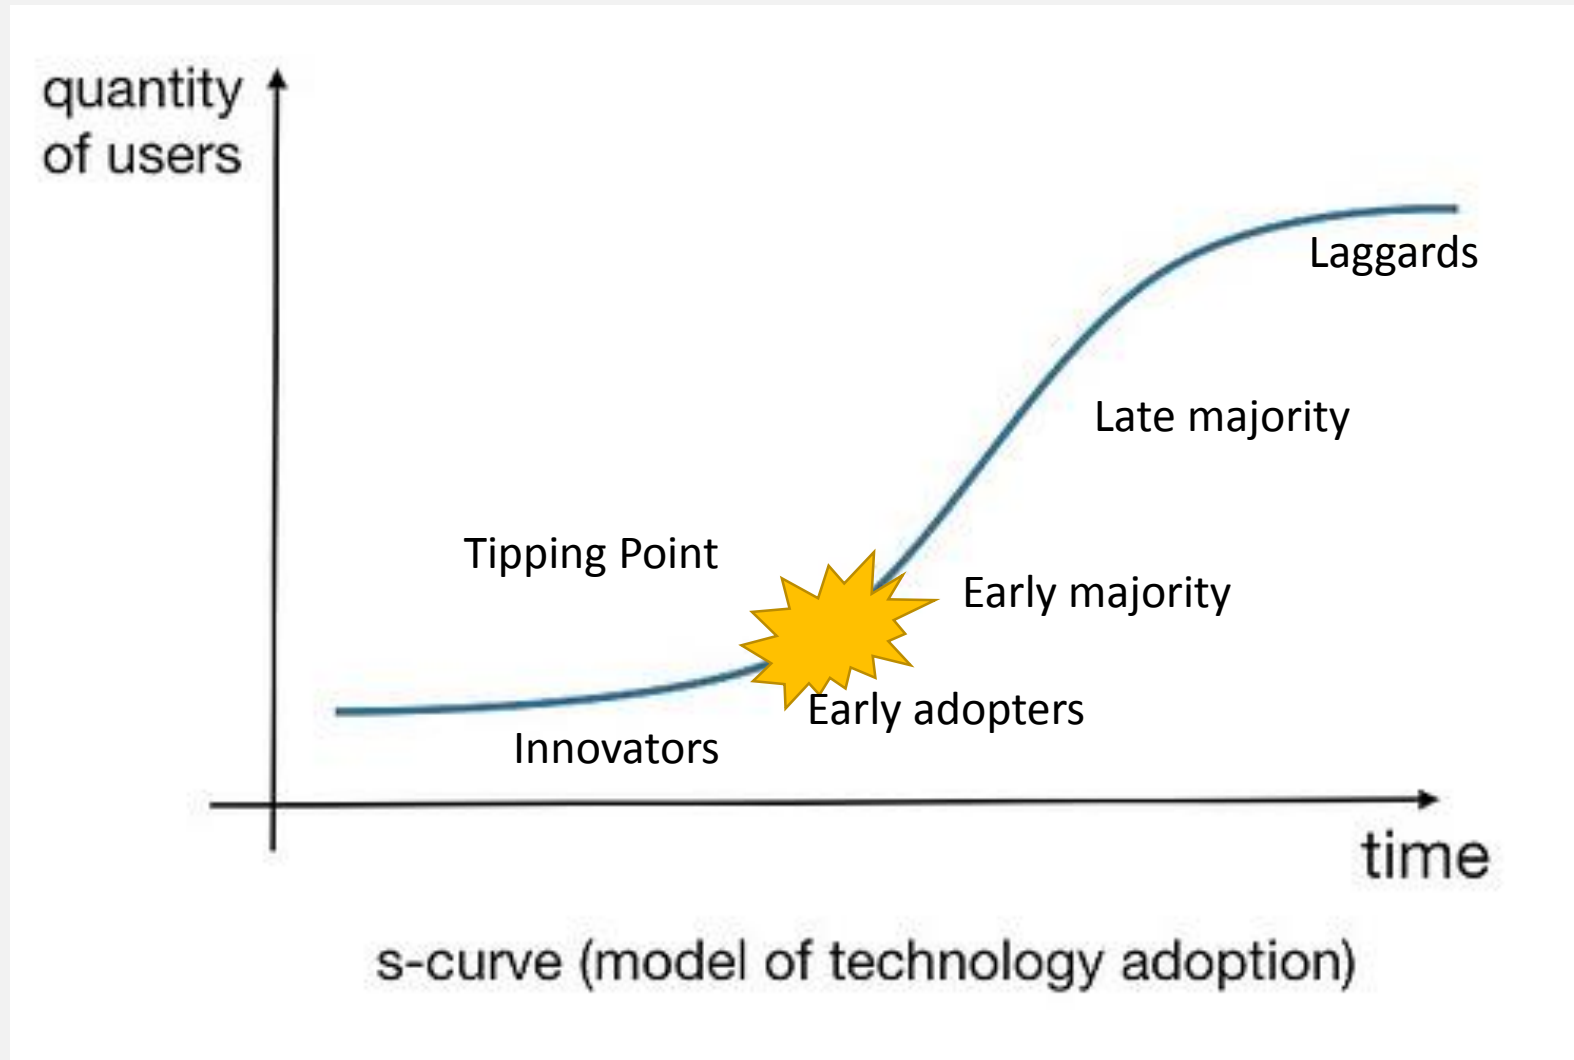 quantity
of users
Laggards
Late majority
Tipping Point
Early majority
Early adopters
Innovators
time
s-curve (model of technology adoption)